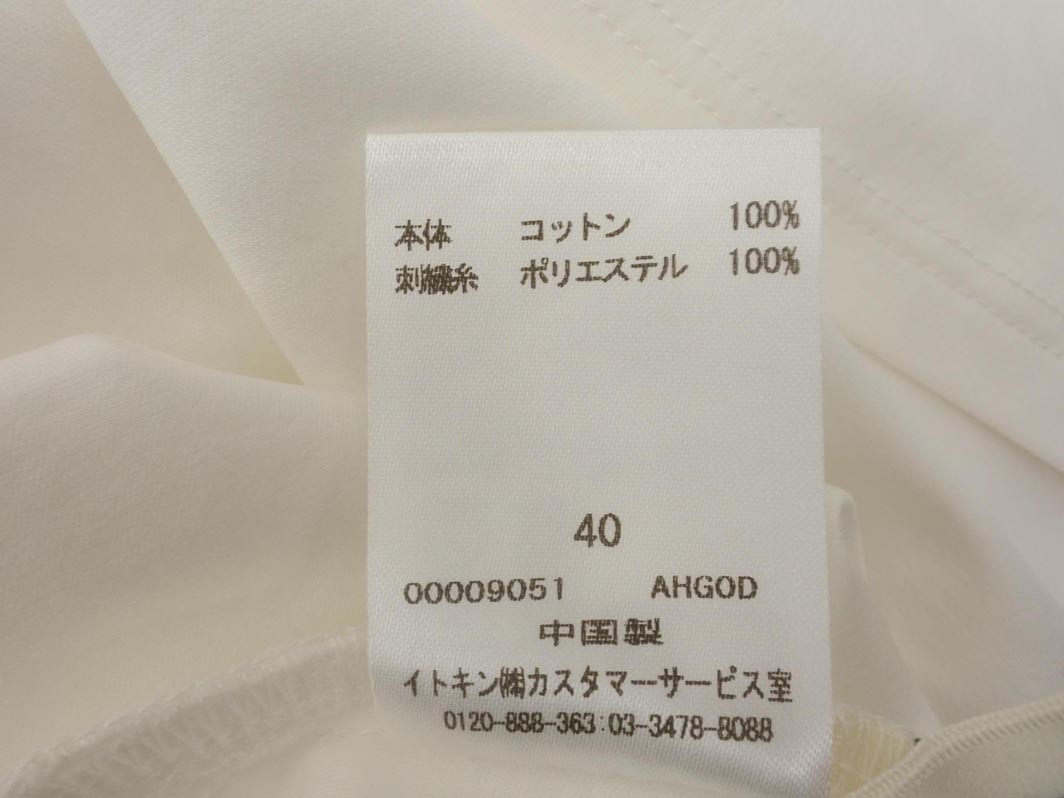 本体 コットン 100%
刺繍糸 ポリエステル 100%
40
00009051 AHGOD
中国製
イトキン㈱カスタマーサービス室
0120-888-363:03-3478-8088